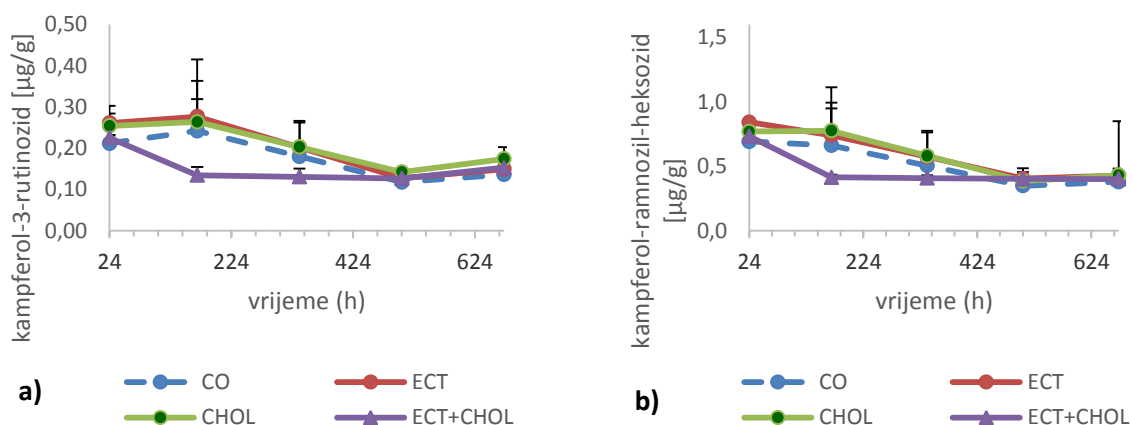 kampferol-3-rutinozid [µg/g]
0,50
0,40
0,30
0,20
0,10
0,00
24 224 424 624
vrijeme (h)
a)
CO ECT
CHOL ECT+CHOL
kampferol-ramnozil-heksozid
[µg/g]
1,5
1,0
0,5
0,0
24 224 424 624
vrijeme (h)
b)
CO ECT
CHOL ECT+CHOL